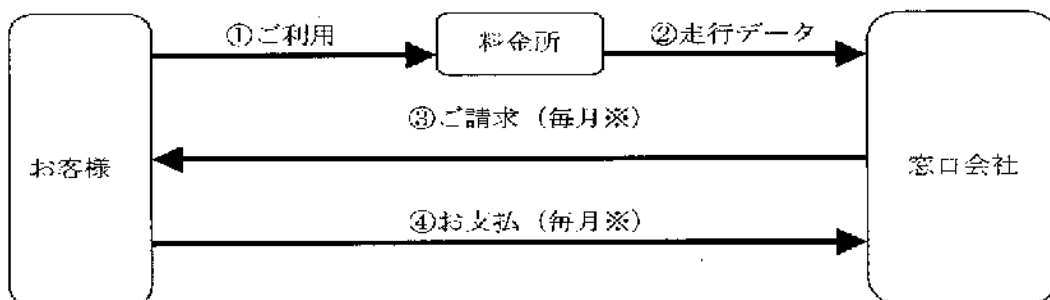 ①ご利用
料金所
②走行データ
③ご請求（毎月※）
お客様
窓口会社
④お支払（毎月※）